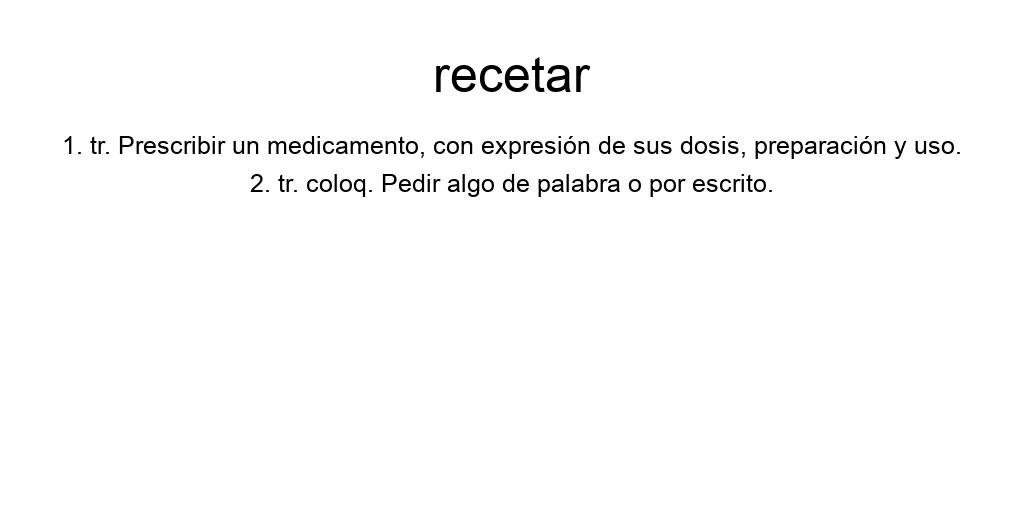 recetar
1. tr. Prescribir un medicamento, con expresión de sus dosis, preparación y uso.
2. tr. coloq. Pedir algo de palabra o por escrito.